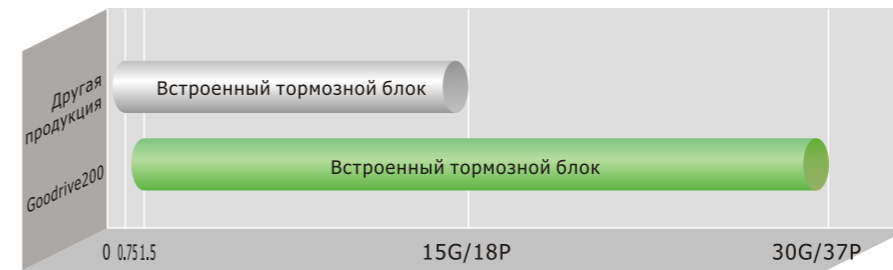 Другая
продукция
Встроенный тормозной блок
Goodrive200
Встроенный тормозной блок
0 0.75 1.5 15G/18P 30G/37P